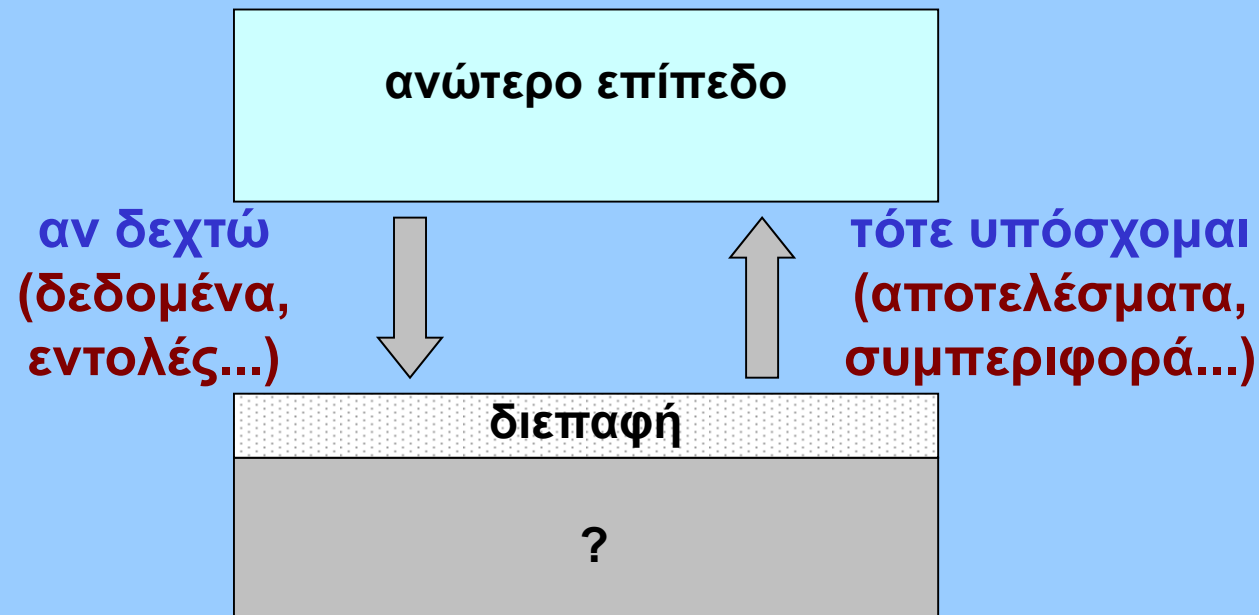 ανώτερο επίπεδο
αν δεχτώ
(δεδομένα,
εντολές...)
τότε υπόσχομαι
(αποτελέσματα,
συμπεριφορά...)
διεπαφή
?